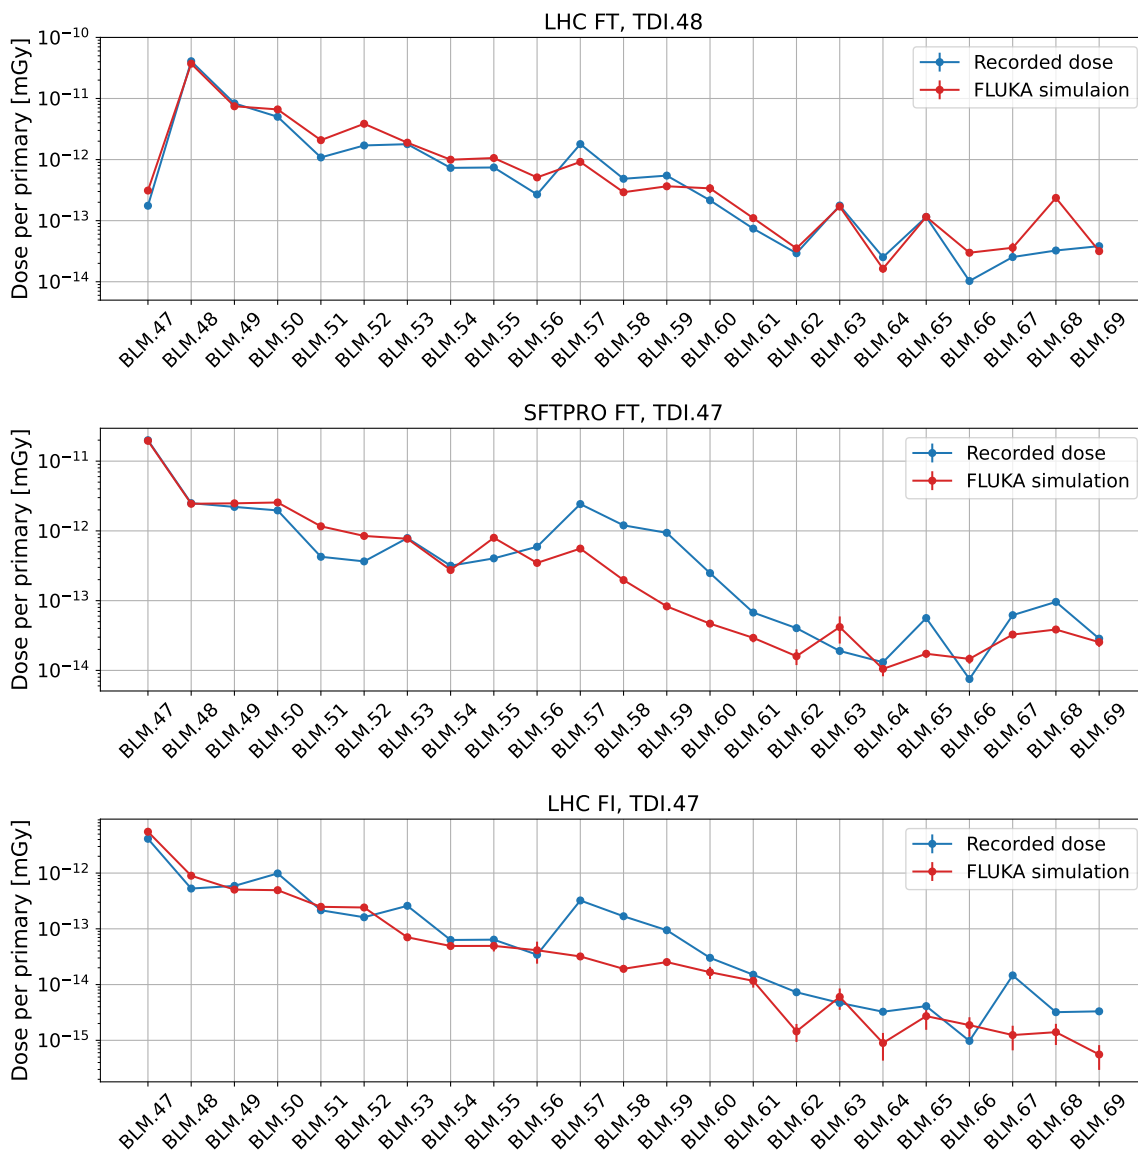 LHC FT, TDI.48
Dose per primary [mGy]
10⁻¹⁰
10⁻¹¹
10⁻¹²
10⁻¹³
10⁻¹⁴
Recorded dose
FLUKA simulaion
BLM.47
BLM.48
BLM.49
BLM.50
BLM.51
BLM.52
BLM.53
BLM.54
BLM.55
BLM.56
BLM.57
BLM.58
BLM.59
BLM.60
BLM.61
BLM.62
BLM.63
BLM.64
BLM.65
BLM.66
BLM.67
BLM.68
BLM.69
SFTPRO FT, TDI.47
Dose per primary [mGy]
10⁻¹¹
10⁻¹²
10⁻¹³
10⁻¹⁴
Recorded dose
FLUKA simulation
BLM.47
BLM.48
BLM.49
BLM.50
BLM.51
BLM.52
BLM.53
BLM.54
BLM.55
BLM.56
BLM.57
BLM.58
BLM.59
BLM.60
BLM.61
BLM.62
BLM.63
BLM.64
BLM.65
BLM.66
BLM.67
BLM.68
BLM.69
LHC FI, TDI.47
Dose per primary [mGy]
10⁻¹²
10⁻¹³
10⁻¹⁴
10⁻¹⁵
Recorded dose
FLUKA simulation
BLM.47
BLM.48
BLM.49
BLM.50
BLM.51
BLM.52
BLM.53
BLM.54
BLM.55
BLM.56
BLM.57
BLM.58
BLM.59
BLM.60
BLM.61
BLM.62
BLM.63
BLM.64
BLM.65
BLM.66
BLM.67
BLM.68
BLM.69